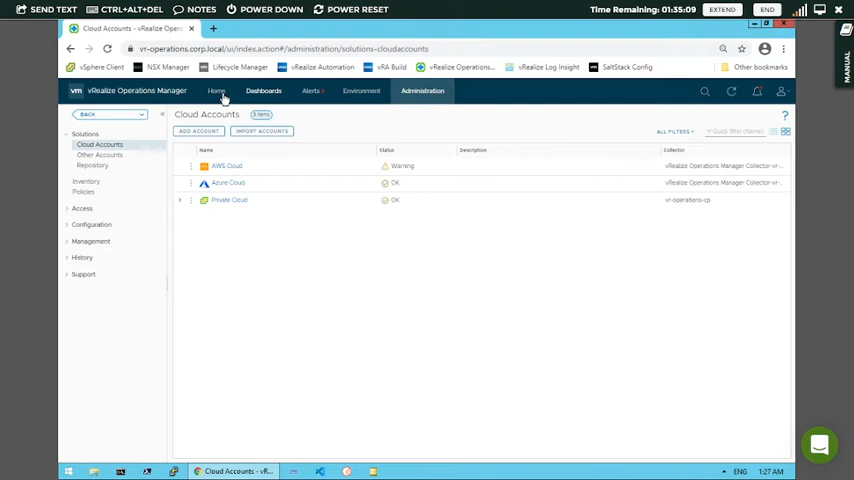 SEND TEXT CTRL+ALT+DEL NOTES POWER DOWN POWER RESET Time Remaining: 01:35:09 EXTEND END
MANUAL
Cloud Accounts - vRealize Opera
vr-operations.corp.local/ui/index.action#/administration/solutions-cloudaccounts
vSphere Client NSX Manager Lifecycle Manager vRealize Automation vRA Build vRealize Operations... vRealize Log Insight SaltStack Config Other bookmarks
vm vRealize Operations Manager Home Dashboards Alerts Environment Administration
BACK
Solutions
Cloud Accounts
Other Accounts
Repository
Inventory
Policies
Access
Configuration
Management
History
Support
Cloud Accounts 5 items
ADD ACCOUNT IMPORT ACCOUNTS ALL FILTERS Quick filter (Name)
Name Status Description Collector
AWS Cloud Warning vRealize Operations Manager Collector-vr-...
Azure Cloud OK vRealize Operations Manager Collector-vr-...
Private Cloud OK vr-operations-cp
Cloud Accounts - vR... ENG 1:27 AM